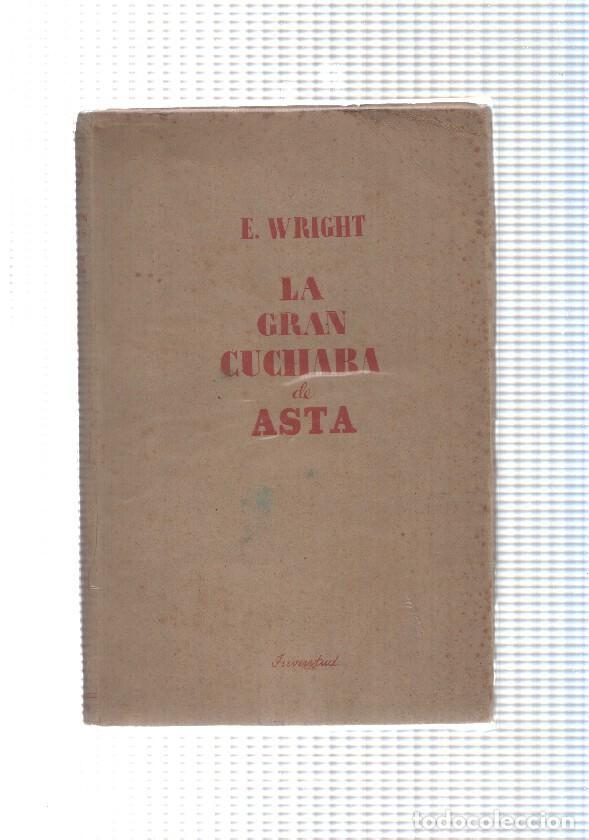 E. WRIGHT
LA
GRAN
CUCHARA
de
ASTA
Juventud
todocoleccion